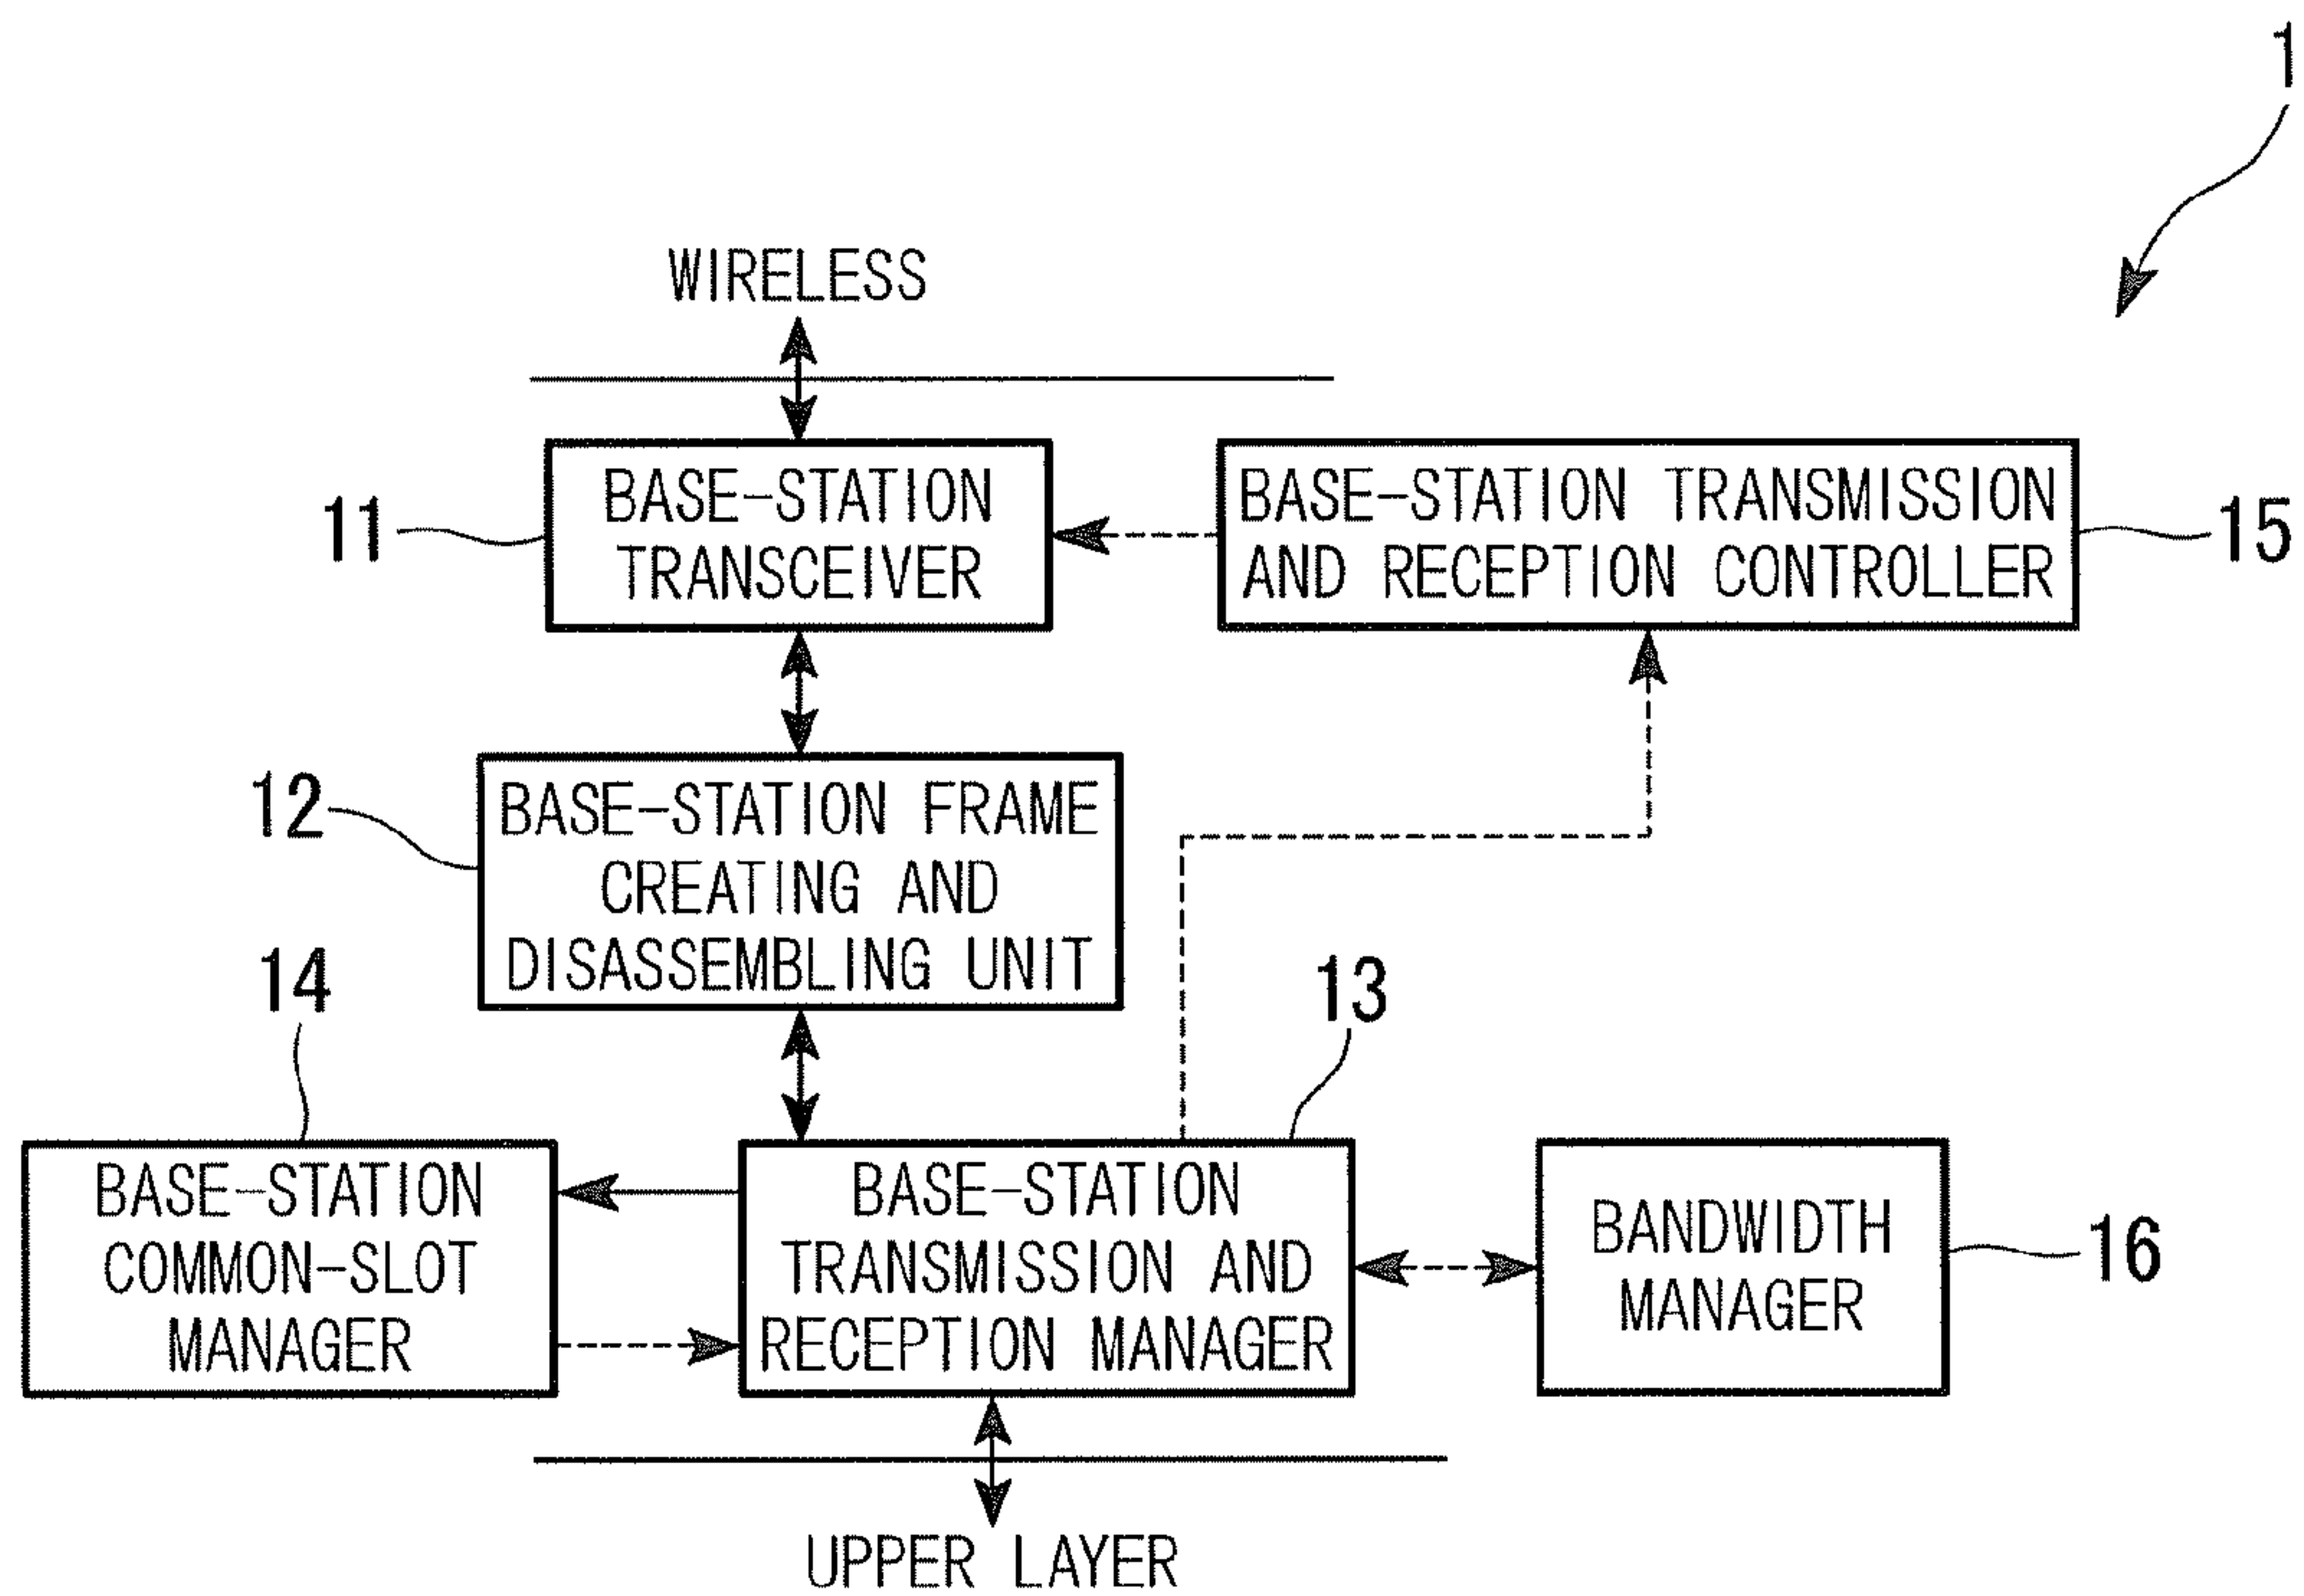 1
WIRELESS
11
BASE-STATION
TRANSCEIVER
BASE-STATION TRANSMISSION
AND RECEPTION CONTROLLER
15
12
BASE-STATION FRAME
CREATING AND
DISASSEMBLING UNIT
14
13
BASE-STATION
COMMON-SLOT
MANAGER
BASE-STATION
TRANSMISSION AND
RECEPTION MANAGER
BANDWIDTH
MANAGER
16
UPPER LAYER